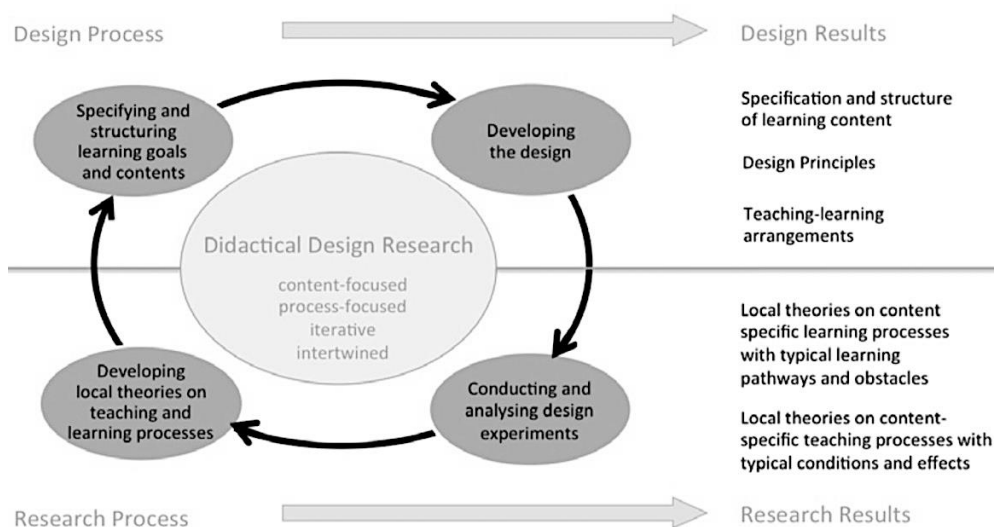 Design Process
Design Results
Specifying and
structuring
learning goals
and contents
Developing
the design
Specification and structure
of learning content
Design Principles
Teaching-learning
arrangements
Didactical Design Research
content-focused
process-focused
iterative
intertwined
Developing
local theories on
teaching and
learning processes
Conducting and
analysing design
experiments
Local theories on content
specific learning processes
with typical learning
pathways and obstacles
Local theories on content-
specific teaching processes with
typical conditions and effects
Research Process
Research Results